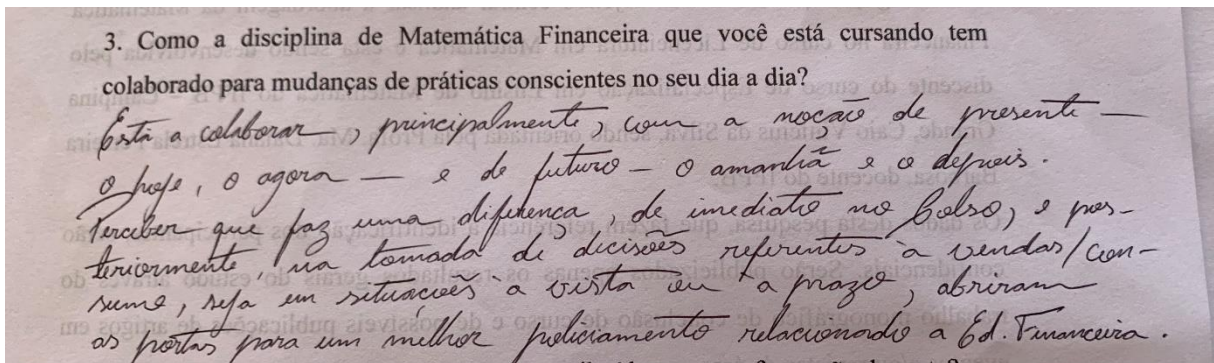 3. Como a disciplina de Matemática Financeira que você está cursando tem
colaborado para mudanças de práticas conscientes no seu dia a dia?
Está a colaborar, principalmente, com a noção de presente —
o hoje, o agora — e de futuro — o amanhã e o depois.
Perceber que faz uma diferença, de imediato no bolso, e pos-
teriormente, na tomada de decisões referentes à vendas/con-
sumo, seja em situações à vista ou à prazo, abriram
as portas para um melhor policiamento relacionado a Ed. Financeira.